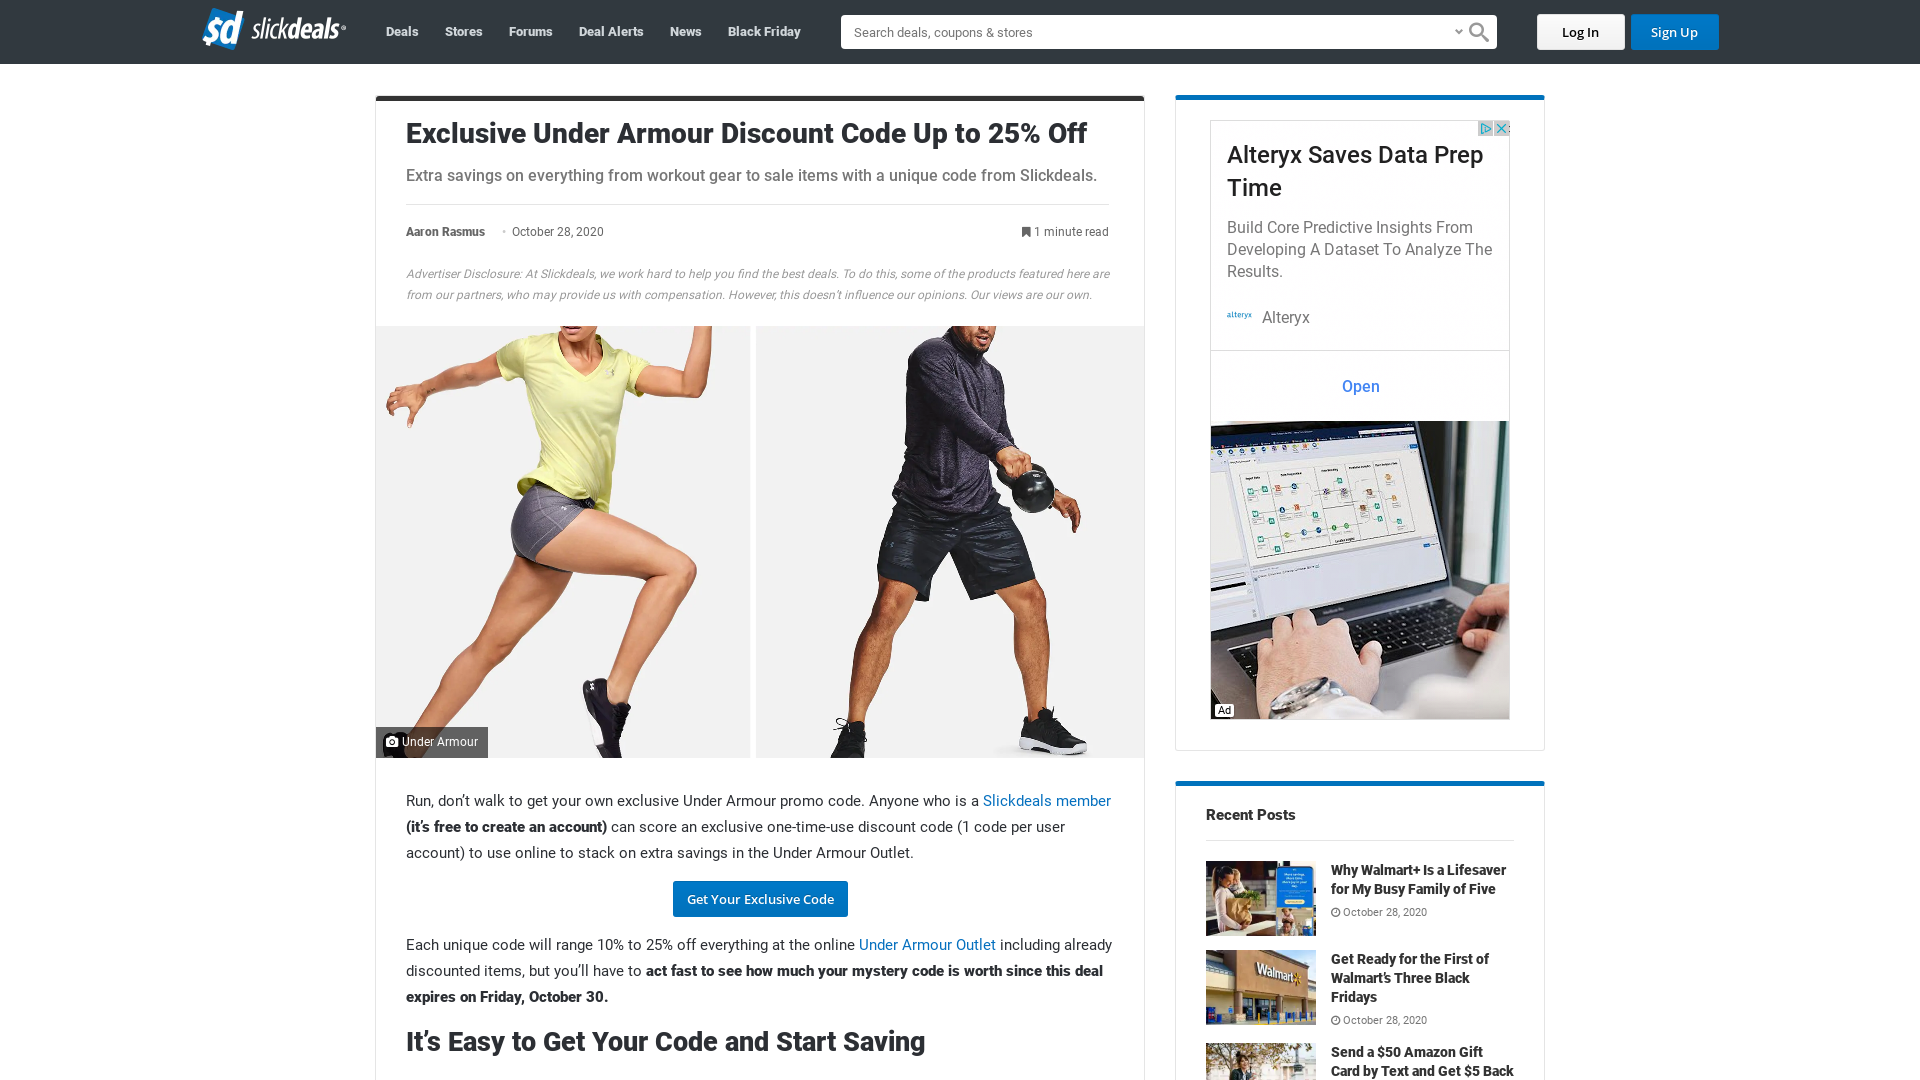 $d slickdeals®
Deals
Stores
Forums
Deal Alerts
News
Black Friday
Search deals, coupons & stores
Log In
Sign Up
Exclusive Under Armour Discount Code Up to 25% Off
Extra savings on everything from workout gear to sale items with a unique code from Slickdeals.
Aaron Rasmus • October 28, 2020
1 minute read
Advertiser Disclosure: At Slickdeals, we work hard to help you find the best deals. To do this, some of the products featured here are
from our partners, who may provide us with compensation. However, this doesn’t influence our opinions. Our views are our own.
Under Armour
Run, don’t walk to get your own exclusive Under Armour promo code. Anyone who is a Slickdeals member
(it’s free to create an account) can score an exclusive one-time-use discount code (1 code per user
account) to use online to stack on extra savings in the Under Armour Outlet.
Get Your Exclusive Code
Each unique code will range 10% to 25% off everything at the online Under Armour Outlet including already
discounted items, but you’ll have to act fast to see how much your mystery code is worth since this deal
expires on Friday, October 30.
It’s Easy to Get Your Code and Start Saving
Alteryx Saves Data Prep
Time
Build Core Predictive Insights From
Developing A Dataset To Analyze The
Results.
alteryx
Alteryx
Open
Ad
Recent Posts
Why Walmart+ Is a Lifesaver
for My Busy Family of Five
October 28, 2020
Walmart
Get Ready for the First of
Walmart’s Three Black
Fridays
October 28, 2020
Send a $50 Amazon Gift
Card by Text and Get $5 Back